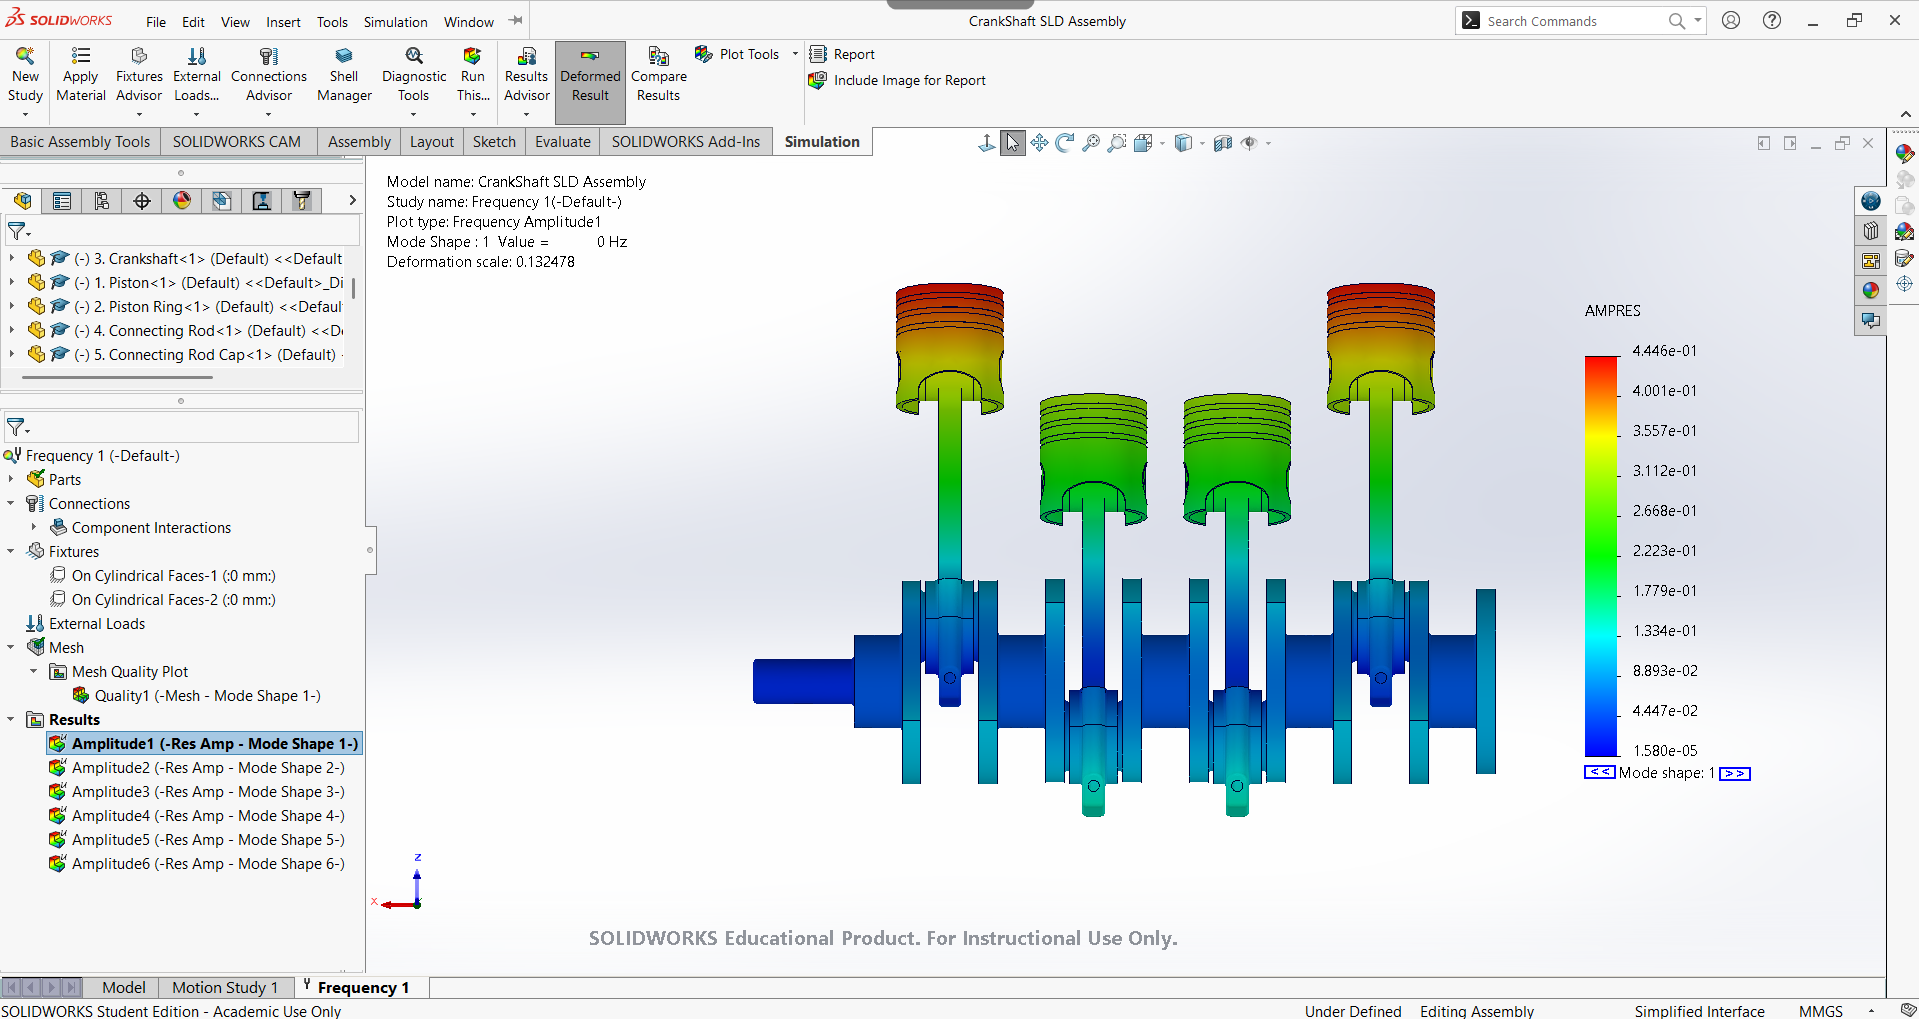 SOLIDWORKS File Edit View Insert Tools Simulation Window CrankShaft SLD Assembly Search Commands
New Study
Apply Material
Fixtures Advisor
External Loads...
Connections Advisor
Shell Manager
Diagnostic Tools
Run This...
Results Advisor
Deformed Result
Compare Results
Plot Tools
Report
Include Image for Report
Basic Assembly Tools SOLIDWORKS CAM Assembly Layout Sketch Evaluate SOLIDWORKS Add-Ins Simulation
(-) 3. Crankshaft<1> (Default) <<Default
(-) 1. Piston<1> (Default) <<Default>_Di
(-) 2. Piston Ring<1> (Default) <<Defaul
(-) 4. Connecting Rod<1> (Default) <<D
(-) 5. Connecting Rod Cap<1> (Default)
Frequency 1 (-Default-)
Parts
Connections
Component Interactions
Fixtures
On Cylindrical Faces-1 (:0 mm:)
On Cylindrical Faces-2 (:0 mm:)
External Loads
Mesh
Mesh Quality Plot
Quality1 (-Mesh - Mode Shape 1-)
Results
Amplitude1 (-Res Amp - Mode Shape 1-)
Amplitude2 (-Res Amp - Mode Shape 2-)
Amplitude3 (-Res Amp - Mode Shape 3-)
Amplitude4 (-Res Amp - Mode Shape 4-)
Amplitude5 (-Res Amp - Mode Shape 5-)
Amplitude6 (-Res Amp - Mode Shape 6-)
Model name: CrankShaft SLD Assembly
Study name: Frequency 1(-Default-)
Plot type: Frequency Amplitude1
Mode Shape : 1 Value = 0 Hz
Deformation scale: 0.132478
AMPRES
4.446e-01
4.001e-01
3.557e-01
3.112e-01
2.668e-01
2.223e-01
1.779e-01
1.334e-01
8.893e-02
4.447e-02
1.580e-05
<< Mode shape: 1 >>
z
x
SOLIDWORKS Educational Product. For Instructional Use Only.
Model Motion Study 1 Frequency 1
SOLIDWORKS Student Edition - Academic Use Only Under Defined Editing Assembly Simplified Interface MMGS